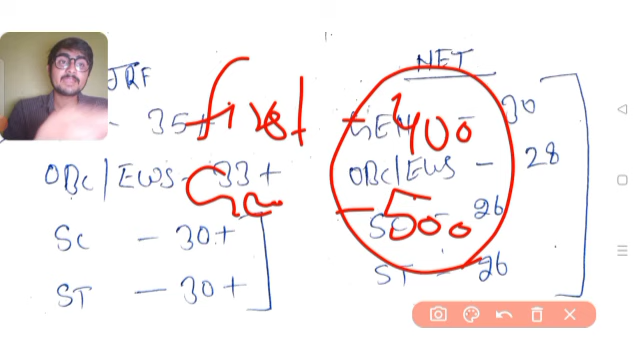 JRF
- 35+
OBC/EWS - 33+
SC - 30+
ST - 30+
first
NET
GEN - 30
OBC/EWS - 28
SC - 26
ST - 26
400
- 500